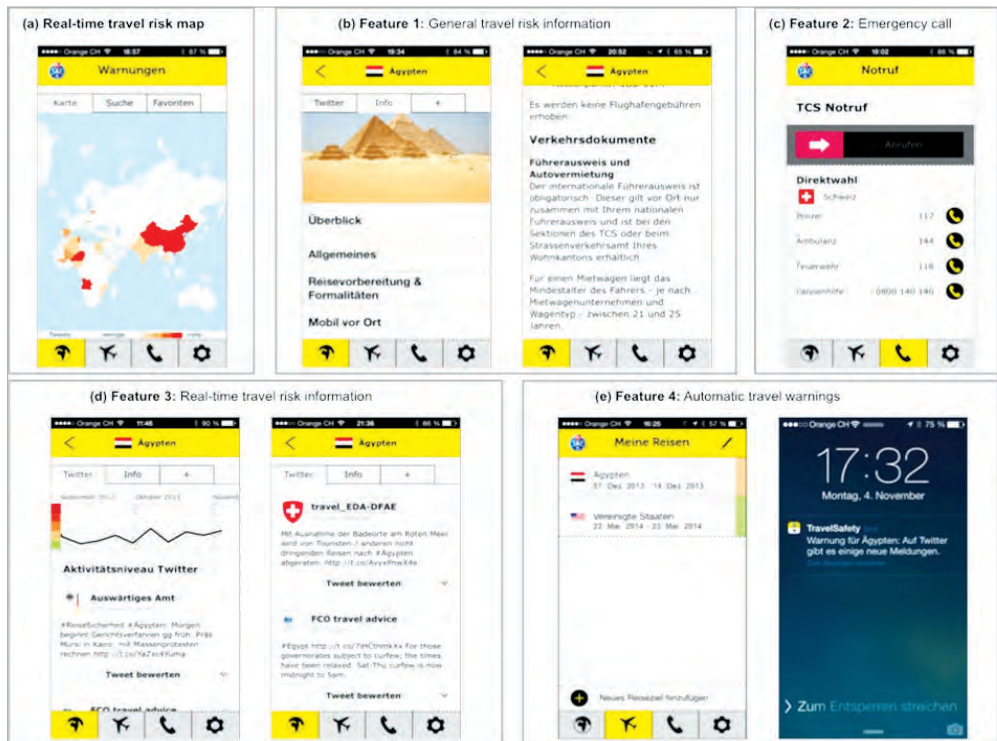 (a) Real-time travel risk map
Orange CH 18:57 87 %
Warnungen
Karte Suche Favoriten
(b) Feature 1: General travel risk information
Orange CH 19:34 84 %
Ägypten
Twitter Info +
Überblick
Allgemeines
Reisevorbereitung &
Formalitäten
Mobil vor Ort
Orange CH 20:52 65 %
Ägypten
Es werden keine Flughafengebühren
erhoben.
Verkehrsdokumente
Führerausweis und
Autovermietung
Der internationale Führerausweis ist
obligatorisch. Dieser gilt vor Ort nur
zusammen mit Ihrem nationalen
Führerausweis und ist bei den
Sektionen des TCS oder beim
Strassenverkehrsamt Ihres
Wohnkantons erhältlich.
Für einen Mietwagen liegt das
Mindestalter des Fahrers - je nach
Mietwagenunternehmen und
Wagentyp - zwischen 21 und 25
Jahren.
(c) Feature 2: Emergency call
Orange CH 19:02 86 %
Notruf
TCS Notruf
Anrufen
Direktwahl
Schweiz
Polizei 117
Ambulanz 144
Feuerwehr 118
Pannenhilfe 0800 140 140
(d) Feature 3: Real-time travel risk information
Orange CH 11:46 90 %
Ägypten
Twitter Info +
September 2013 Oktober 2013
Aktivitätsniveau Twitter
Auswärtiges Amt
#ReiseSicherheit #Ägypten: Morgen
beginnt Gerichtsverfahren gg früh. Präs
Mursi in Kairo; mit Massenprotesten
rechnen
Tweet bewerten
FCO travel advice
Orange CH 21:36 86 %
Ägypten
Twitter Info +
travel_EDA-DFAE
Mit Ausnahme der Badeorte am Roten Meer
wird von Touristen / anderen nicht
dringenden Reisen nach #Ägypten
abgeraten.
Tweet bewerten
FCO travel advice
#Egypt For those
governorates subject to curfew, the times
have been relaxed. Sat-Thu curfew is now
midnight to 5am.
Tweet bewerten
(e) Feature 4: Automatic travel warnings
Orange CH 16:25 57 %
Meine Reisen
Ägypten
01. Dez. 2013 - 14. Dez. 2013
Vereinigte Staaten
Mai 2014 - 25. Mai 2014
Neues Reiseziel hinzufügen
Orange CH 75 %
17:32
Montag, 4. November
TravelSafety
Warnung für Ägypten: Auf Twitter
gibt es einige neue Meldungen.
Zum Entsperren streichen